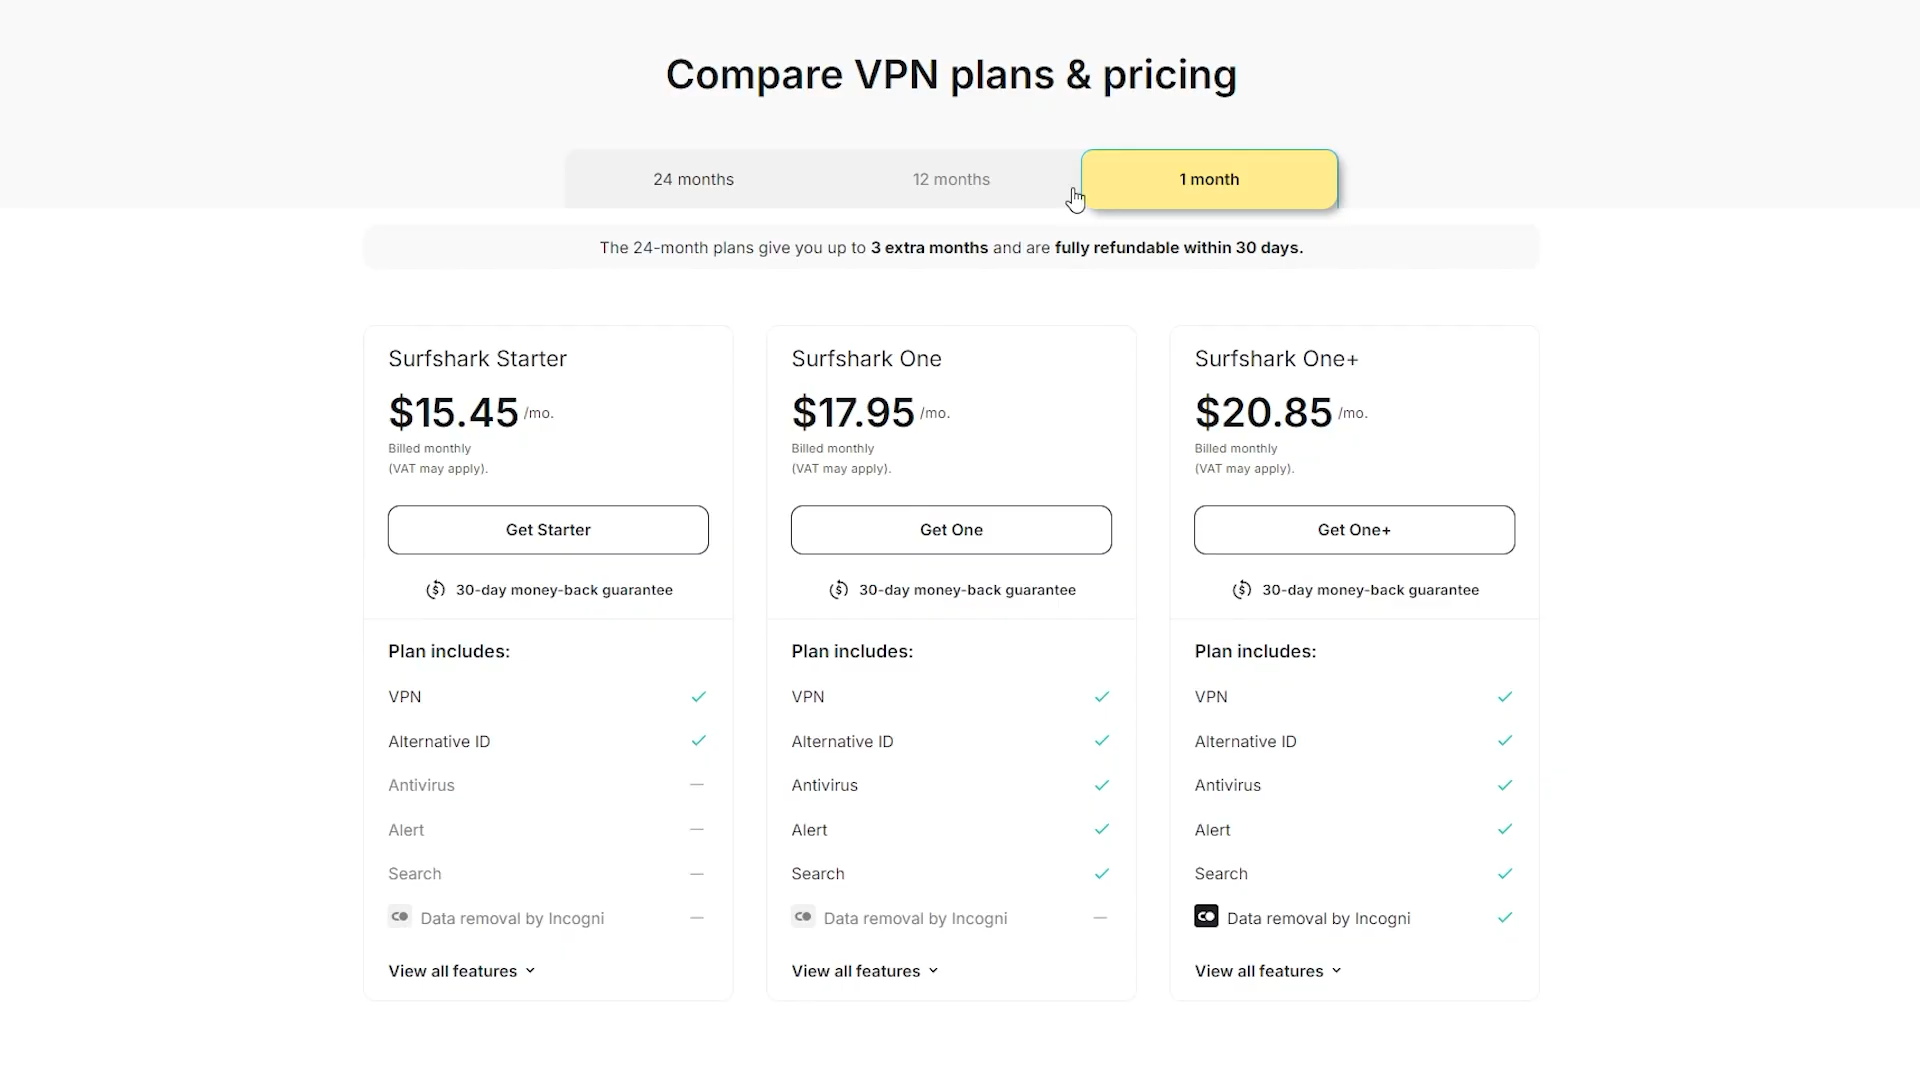 Compare VPN plans & pricing
24 months
12 months
1 month
The 24-month plans give you up to 3 extra months and are fully refundable within 30 days.
Surfshark Starter
$15.45 /mo.
Billed monthly
(VAT may apply).
Get Starter
30-day money-back guarantee
Plan includes:
VPN
Alternative ID
Antivirus
Alert
Search
Data removal by Incogni
View all features
Surfshark One
$17.95 /mo.
Billed monthly
(VAT may apply).
Get One
30-day money-back guarantee
Plan includes:
VPN
Alternative ID
Antivirus
Alert
Search
Data removal by Incogni
View all features
Surfshark One+
$20.85 /mo.
Billed monthly
(VAT may apply).
Get One+
30-day money-back guarantee
Plan includes:
VPN
Alternative ID
Antivirus
Alert
Search
Data removal by Incogni
View all features